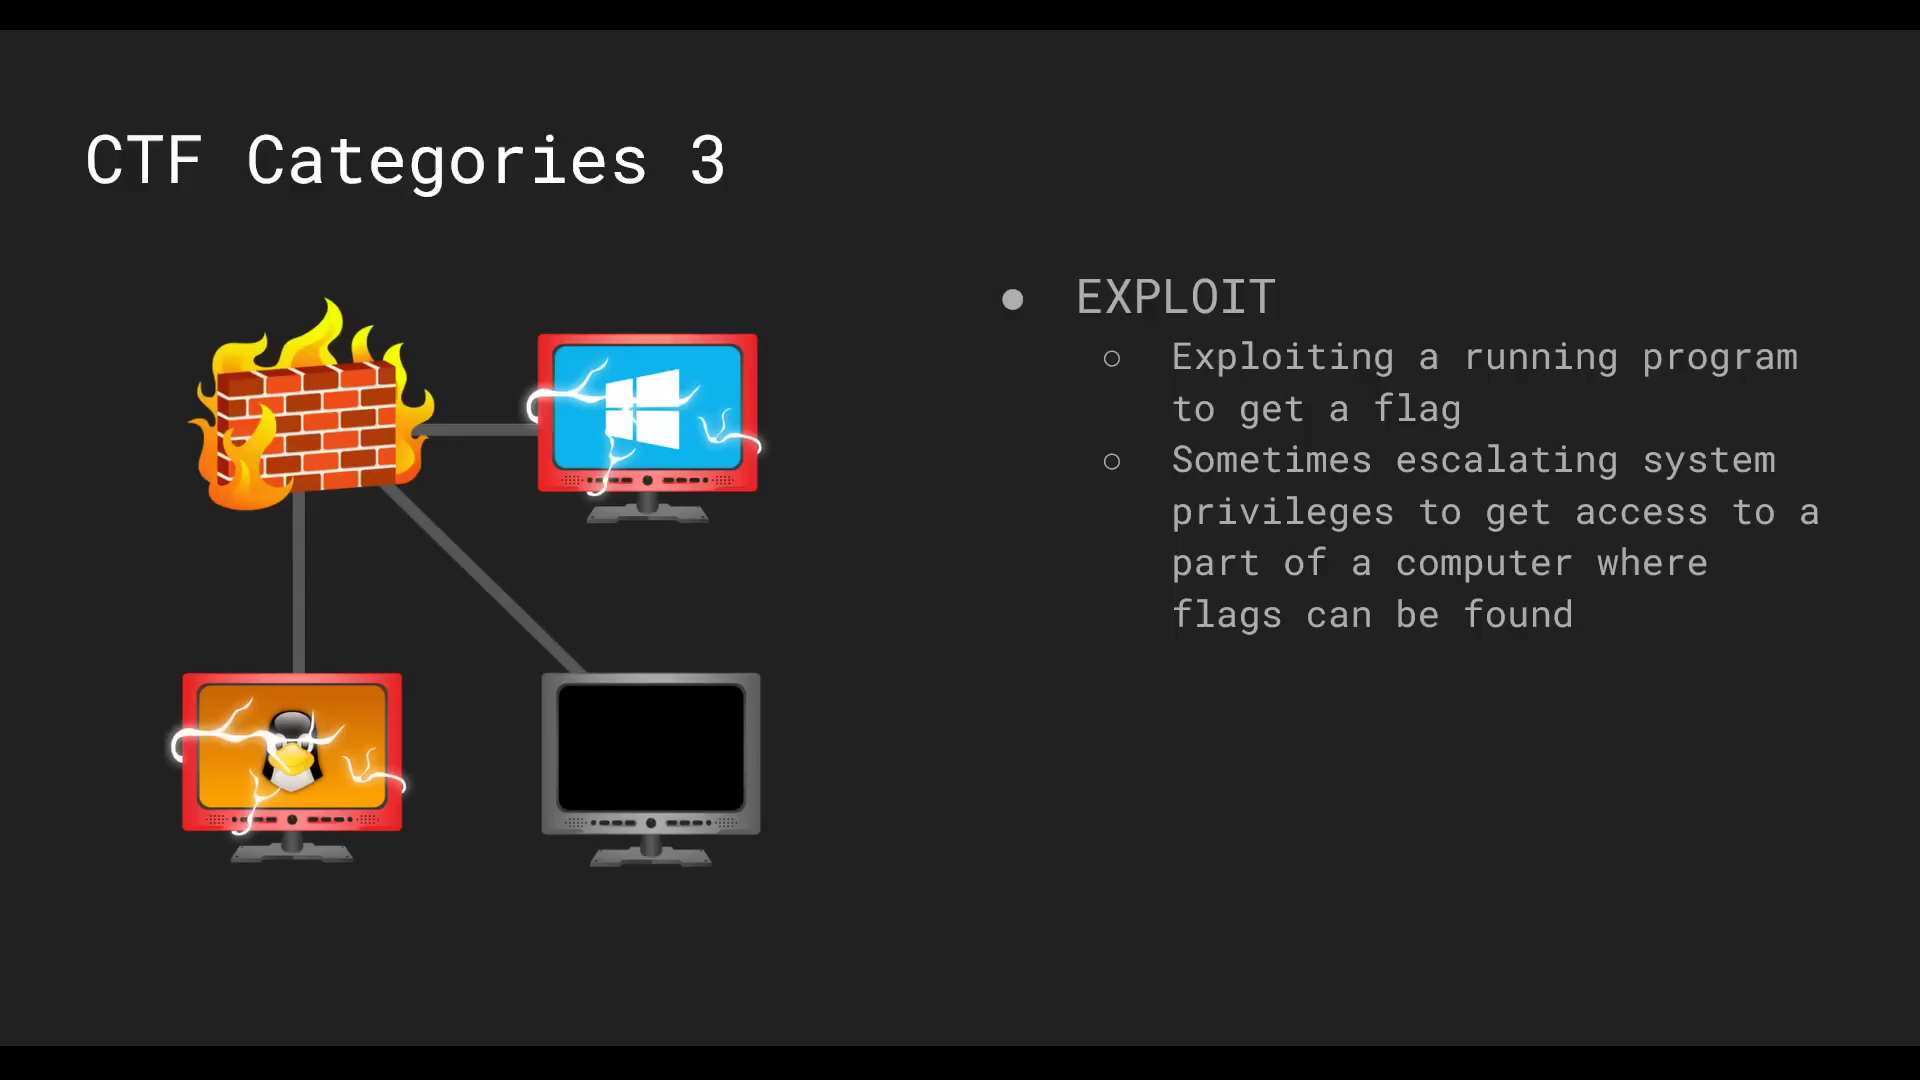 CTF Categories 3
● EXPLOIT
○ Exploiting a running program
to get a flag
○ Sometimes escalating system
privileges to get access to a
part of a computer where
flags can be found